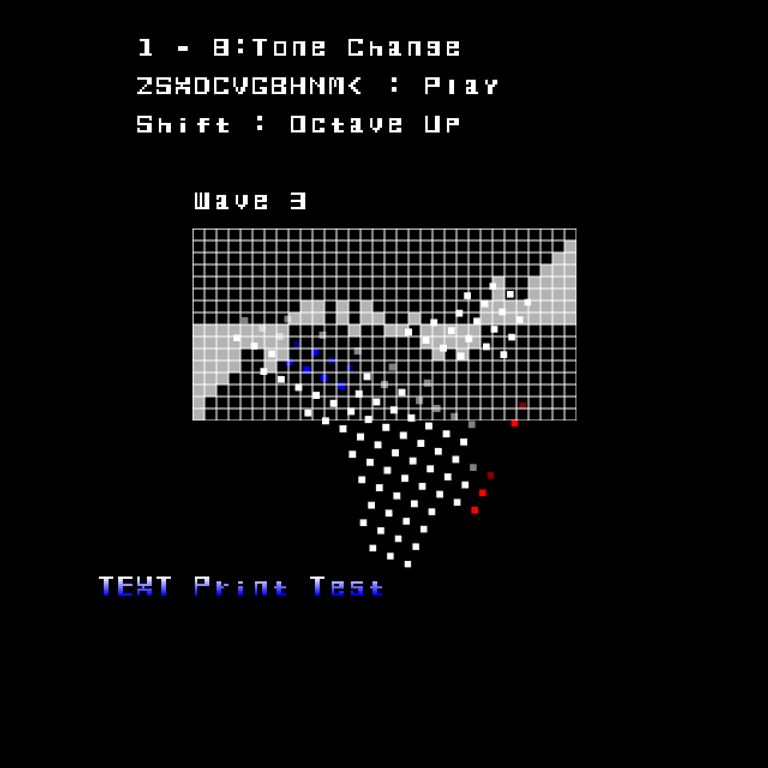 1 - 8:Tone Change
ZSXDCVGBHNM< : Play
Shift : Octave Up
Wave 3
TEXT Print Test